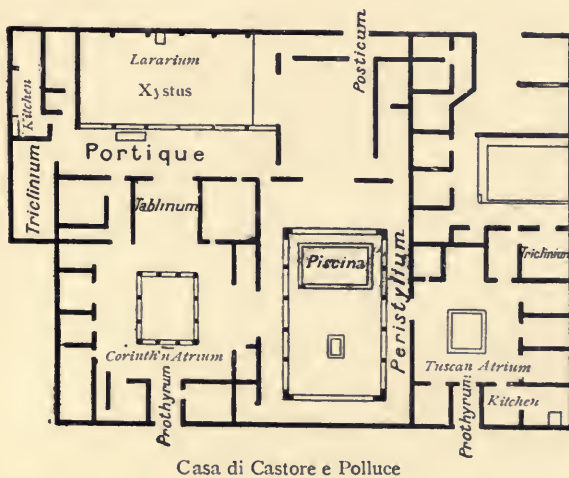 Lararium
Xystus
Posticum
Kitchen
Portique
Triclinium
Tablinum
Piscina
Peristylium
Triclinium
Corinth'n Atrium
Tuscan Atrium
Prothyrum
Prothyrum
Kitchen
Casa di Castore e Polluce